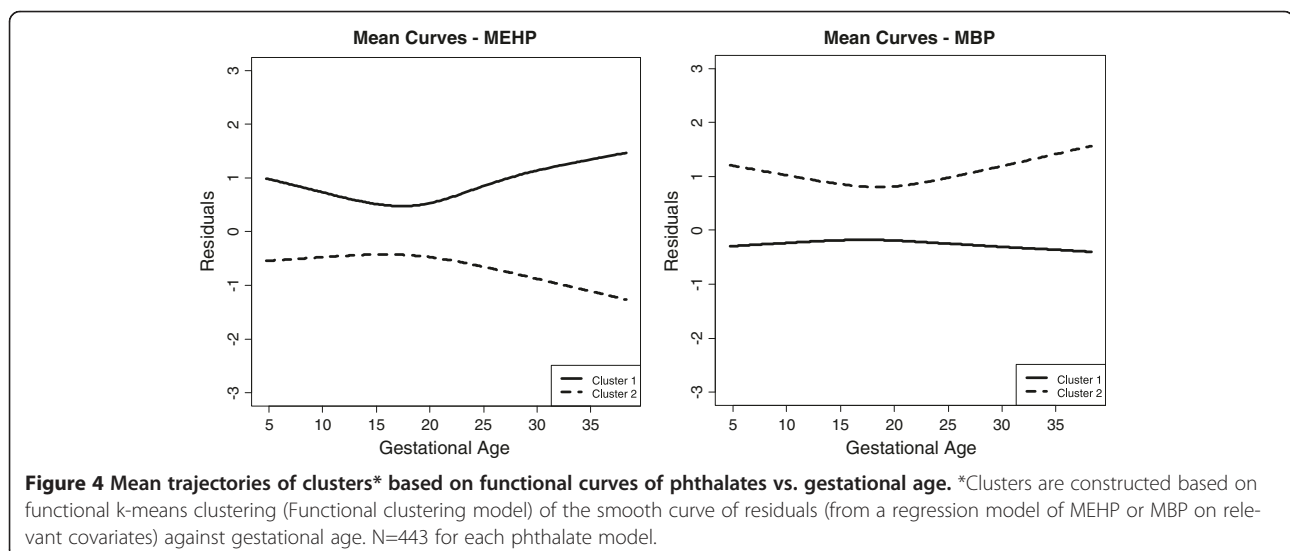 Mean Curves - MEHP
3
2
1
0
-1
-2
-3
Residuals
5 10 15 20 25 30 35
Gestational Age
Cluster 1
Cluster 2
Mean Curves - MBP
3
2
1
0
-1
-2
-3
Residuals
5 10 15 20 25 30 35
Gestational Age
Cluster 1
Cluster 2
Figure 4 Mean trajectories of clusters* based on functional curves of phthalates vs. gestational age. *Clusters are constructed based on
functional k-means clustering (Functional clustering model) of the smooth curve of residuals (from a regression model of MEHP or MBP on rele-
vant covariates) against gestational age. N=443 for each phthalate model.